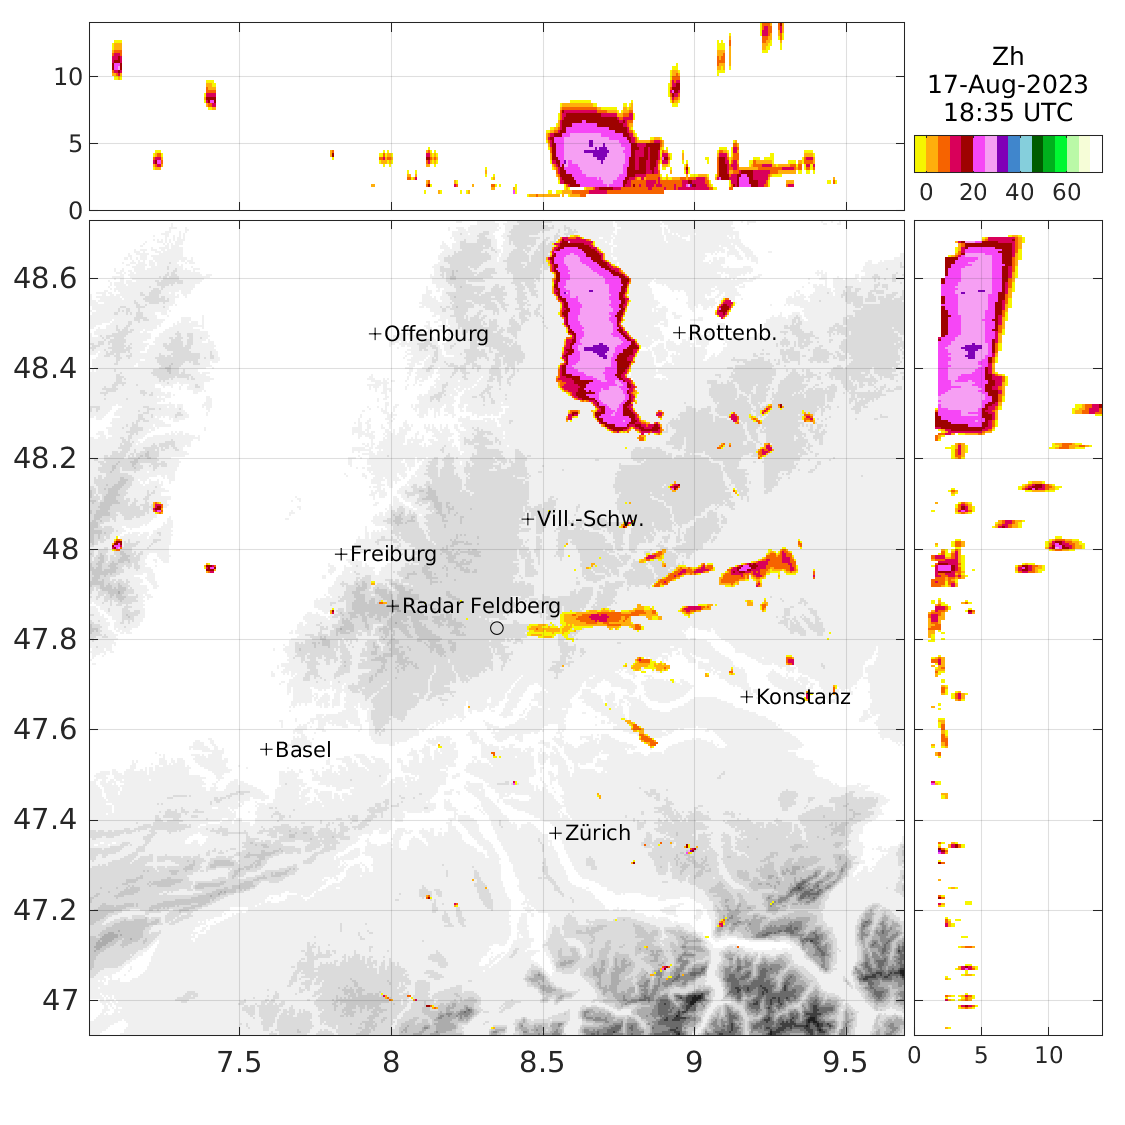 10
5
0
Zh
17-Aug-2023
18:35 UTC
0 20 40 60
48.6
48.4
48.2
48
47.8
47.6
47.4
47.2
47
+Offenburg
+Rottenb.
+Vill.-Schw.
+Freiburg
+Radar Feldberg
+Konstanz
+Basel
+Zürich
7.5 8 8.5 9 9.5
0 5 10